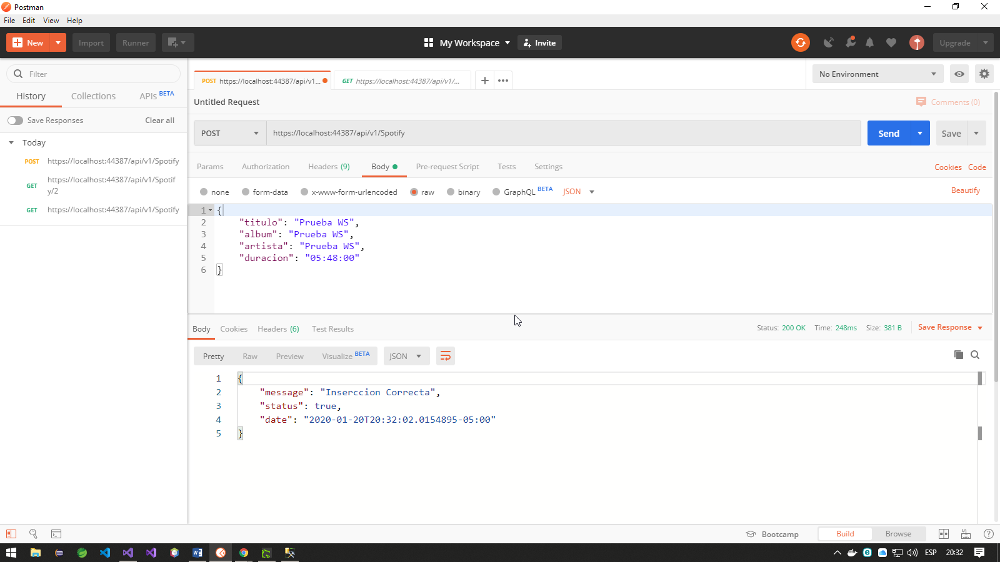 Postman
File Edit View Help
New Import Runner My Workspace Invite Upgrade
Filter
History Collections APIs BETA
Save Responses Clear all
Today
POST https://localhost:44387/api/v1/Spotify
GET https://localhost:44387/api/v1/Spotif
y/2
GET https://localhost:44387/api/v1/Spotify
POST https://localhost:44387/api/v1... GET https://localhost:44387/api/v1/... No Environment
Untitled Request Comments (0)
POST https://localhost:44387/api/v1/Spotify Send Save
Params Authorization Headers (9) Body Pre-request Script Tests Settings Cookies Code
none form-data x-www-form-urlencoded raw binary GraphQL BETA JSON Beautify
1 {
2 "titulo": "Prueba WS",
3 "album": "Prueba WS",
4 "artista": "Prueba WS",
5 "duracion": "05:48:00"
6 }
Body Cookies Headers (6) Test Results Status: 200 OK Time: 248ms Size: 381 B Save Response
Pretty Raw Preview Visualize BETA JSON
1 {
2 "message": "Inserccion Correcta",
3 "status": true,
4 "date": "2020-01-20T20:32:02.0154895-05:00"
5 }
Bootcamp Build Browse
ESP 20:32